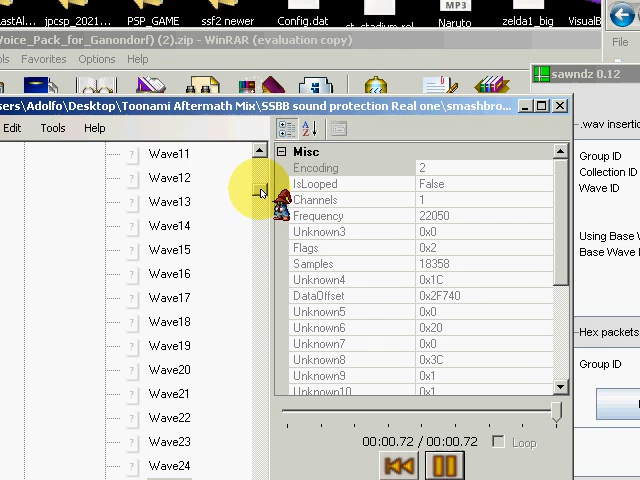 jpcsp_2021...
PSP_GAME
ssf2 newer
Config.dat
ct_stadium_rel
MP3
Naruto
zelda1_big
VisualB
File
Voice_Pack_for_Ganondorf) (2).zip - WinRAR (evaluation copy)
ols Favorites Options Help
sawndz 0.12
sers\Adolfo\Desktop\Toonami Aftermath Mix\SSBB sound protection Real one\smashbro...
Edit Tools Help
.wav insertio
Group ID
Collection ID
Wave ID
Using Base W
Base Wave I
Hex packets
Group ID
Wave11
Wave12
Wave13
Wave14
Wave15
Wave16
Wave17
Wave18
Wave19
Wave20
Wave21
Wave22
Wave23
Wave24
Misc
Encoding 2
IsLooped False
Channels 1
Frequency 22050
Unknown3 0x0
Flags 0x2
Samples 18358
Unknown4 0x1C
DataOffset 0x2F740
Unknown5 0x0
Unknown6 0x20
Unknown7 0x0
Unknown8 0x3C
Unknown9 0x1
Unknown10 0x1
00:00.72 / 00:00.72
Loop